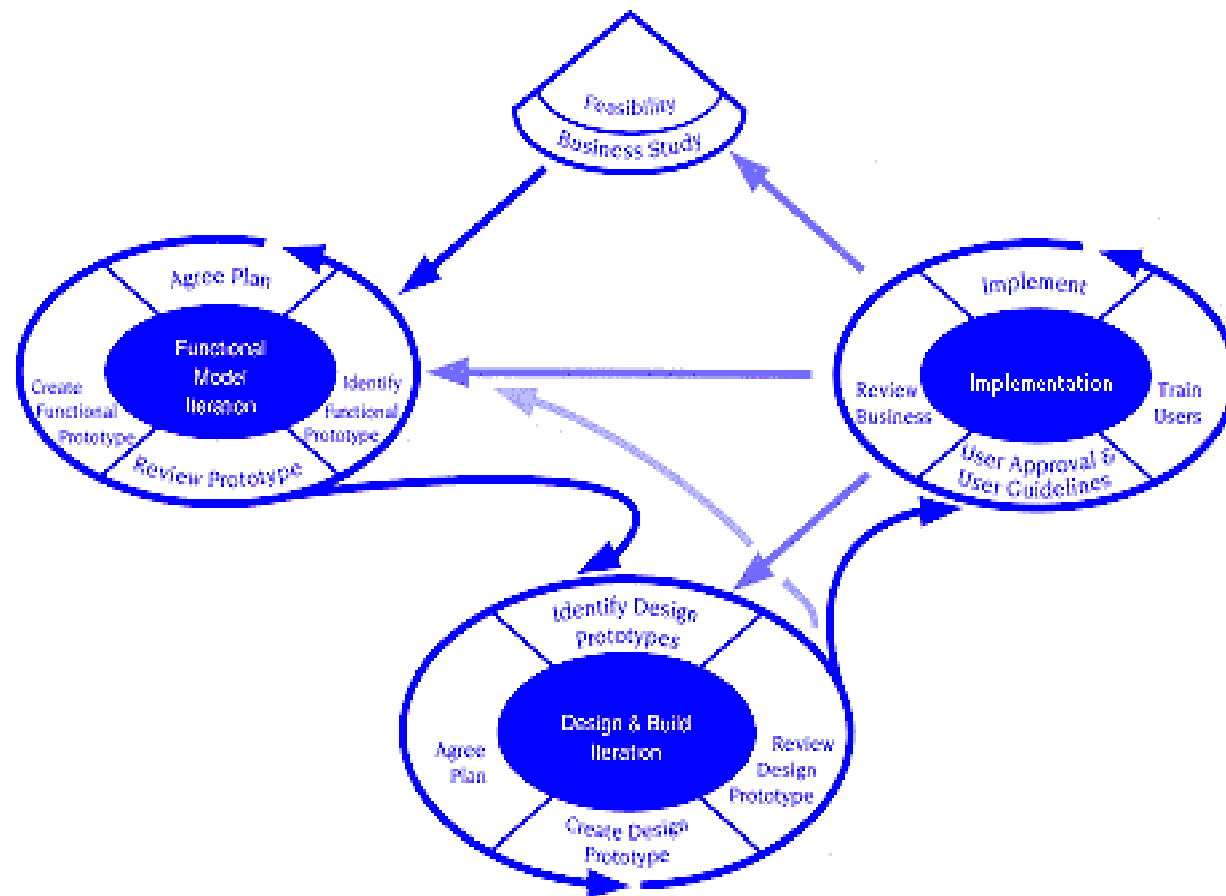 Feasibility
Business Study
Agree Plan
Functional
Model
Iteration
Create
Functional
Prototype
Identify
Functional
Prototype
Review Prototype
Implement
Implementation
Review
Business
Train
Users
User Approval &
User Guidelines
Identify Design
Prototypes
Design & Build
Iteration
Agree
Plan
Review
Design
Prototype
Create Design
Prototype